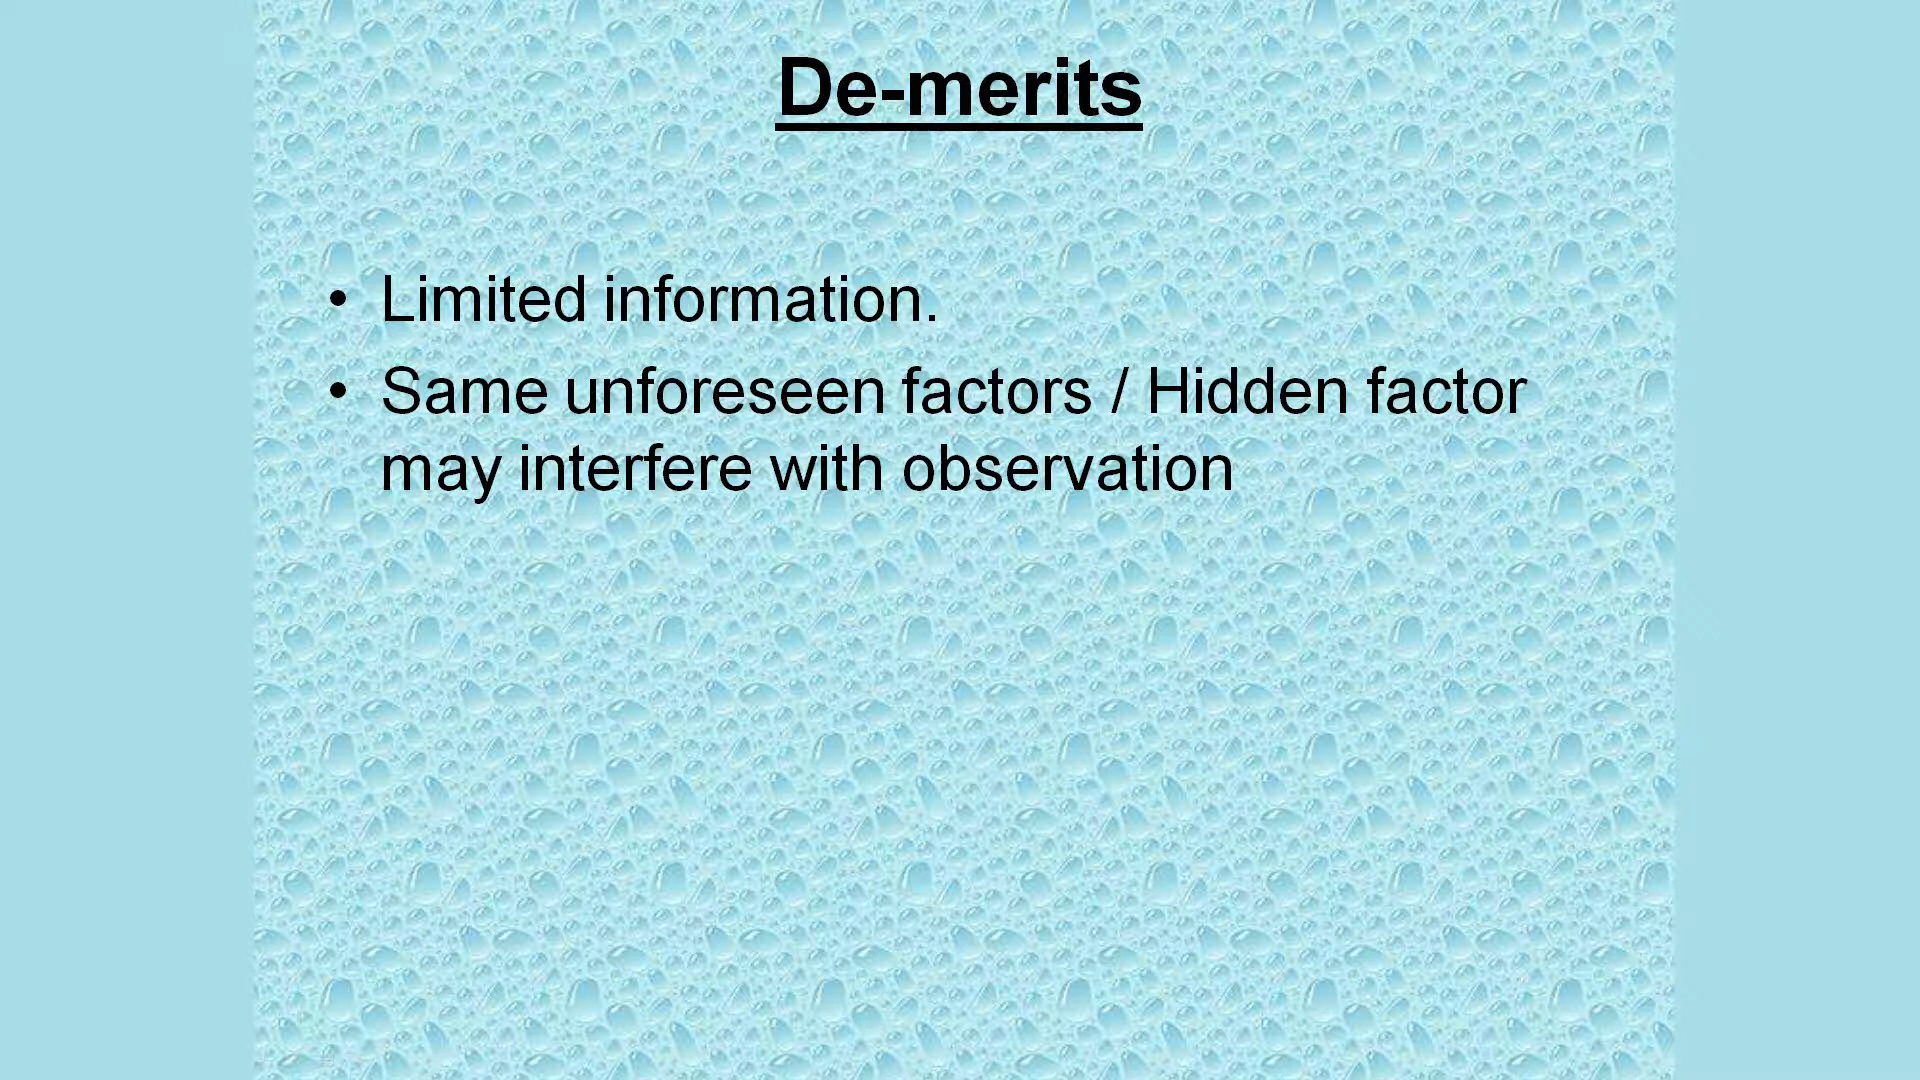 De-merits
• Limited information.
• Same unforeseen factors / Hidden factor
may interfere with observation